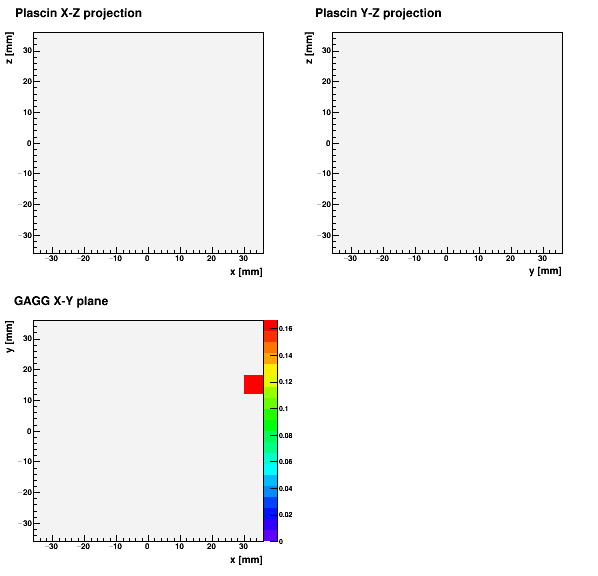 Plascin X-Z projection
z [mm]
30
20
10
0
−10
−20
−30
−30 −20 −10 0 10 20 30
x [mm]
Plascin Y-Z projection
z [mm]
30
20
10
0
−10
−20
−30
−30 −20 −10 0 10 20 30
y [mm]
GAGG X-Y plane
y [mm]
30
20
10
0
−10
−20
−30
−30 −20 −10 0 10 20 30
x [mm]
0.16
0.14
0.12
0.1
0.08
0.06
0.04
0.02
0